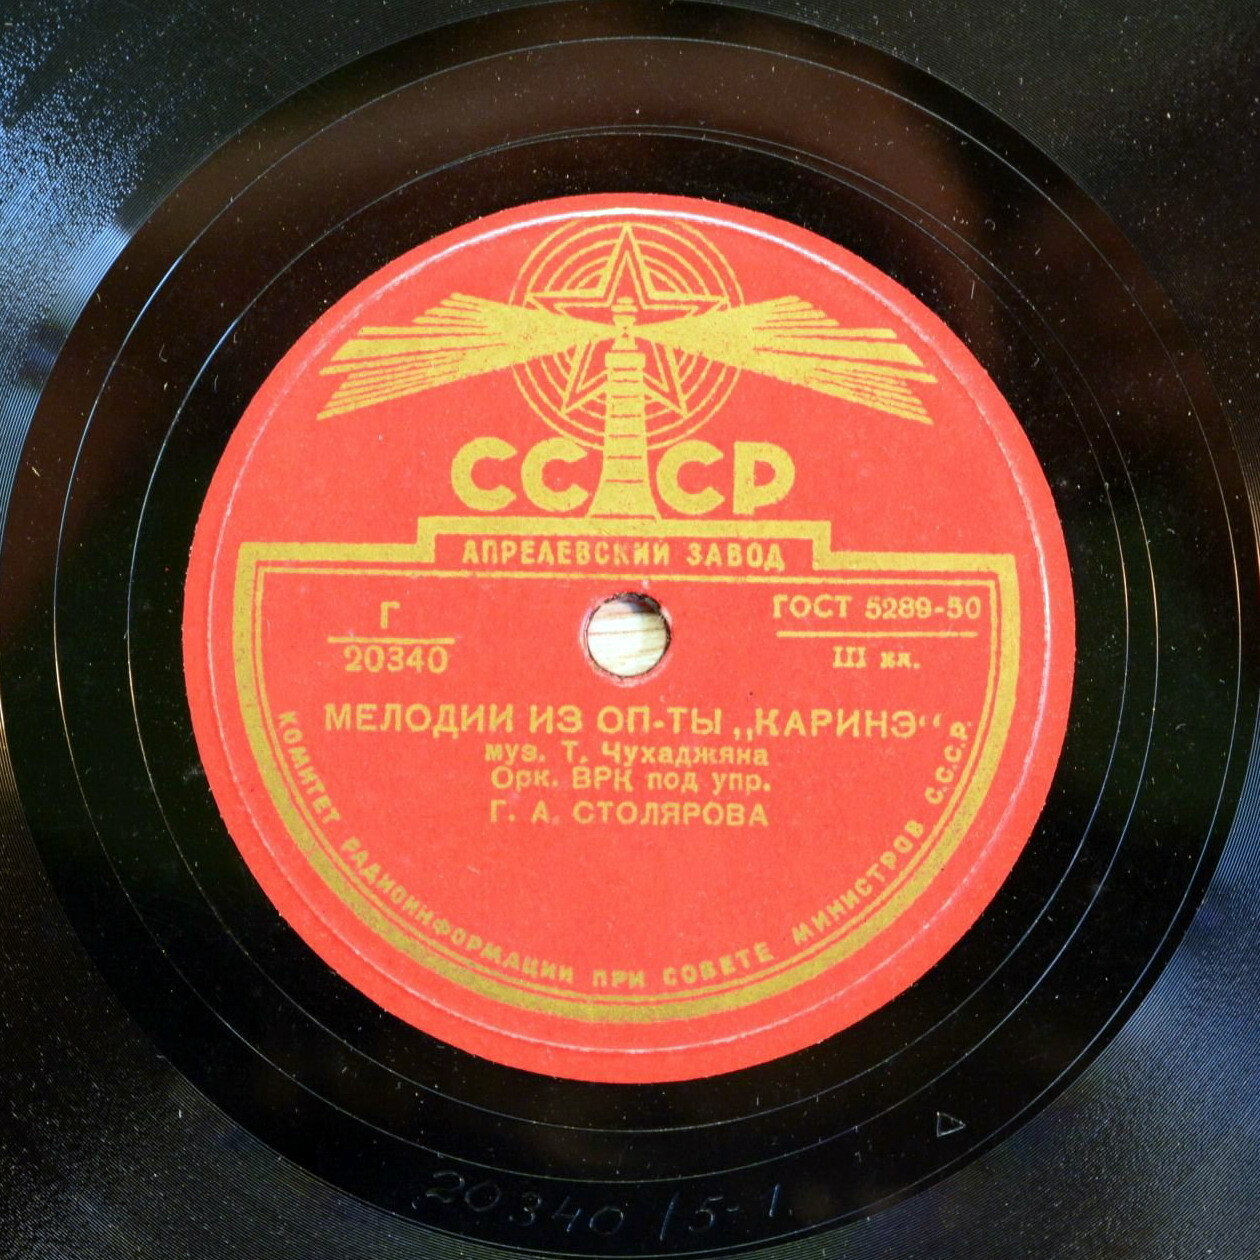 СССР
АПРЕЛЕВСКИЙ ЗАВОД
Г
20340
ГОСТ 5289-50
III кл.
МЕЛОДИИ ИЗ ОП-ТЫ „КАРИНЭ“
муз. Т. Чухаджяна
Орк. ВРК под упр.
Г. А. СТОЛЯРОВА
КОМИТЕТ РАДИОИНФОРМАЦИИ ПРИ СОВЕТЕ МИНИСТРОВ С.С.С.Р.
20340 /5-1